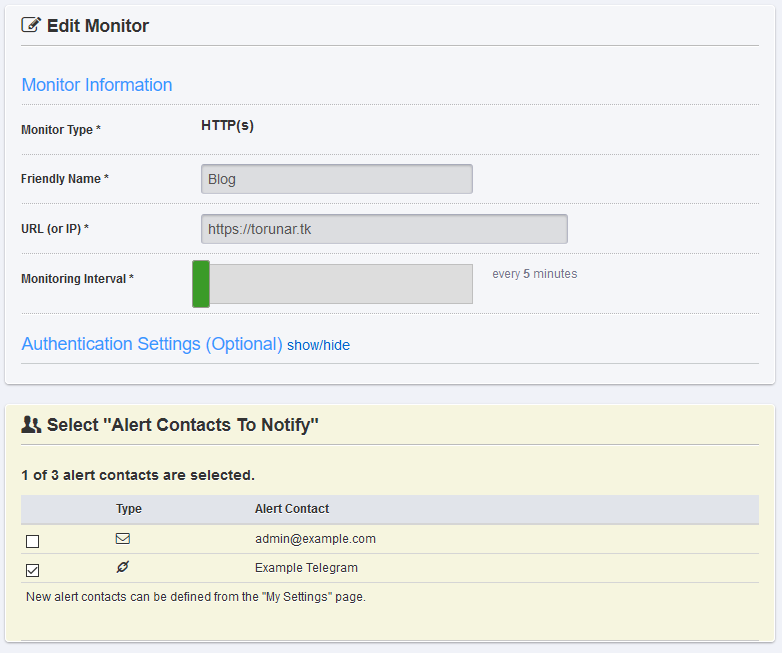 Edit Monitor
Monitor Information
Monitor Type * HTTP(s)
Friendly Name * Blog
URL (or IP) * https://torunar.tk
Monitoring Interval * every 5 minutes
Authentication Settings (Optional) show/hide
Select "Alert Contacts To Notify"
1 of 3 alert contacts are selected.
Type Alert Contact
admin@example.com
Example Telegram
New alert contacts can be defined from the "My Settings" page.